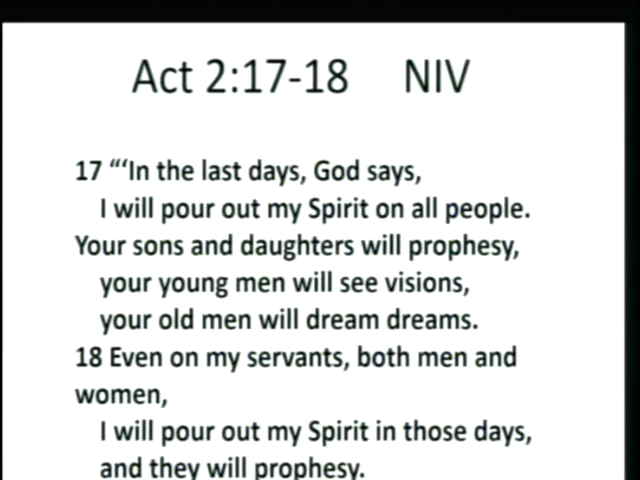 Act 2:17-18 NIV
17 “‘In the last days, God says,
I will pour out my Spirit on all people.
Your sons and daughters will prophesy,
your young men will see visions,
your old men will dream dreams.
18 Even on my servants, both men and
women,
I will pour out my Spirit in those days,
and they will prophesy.